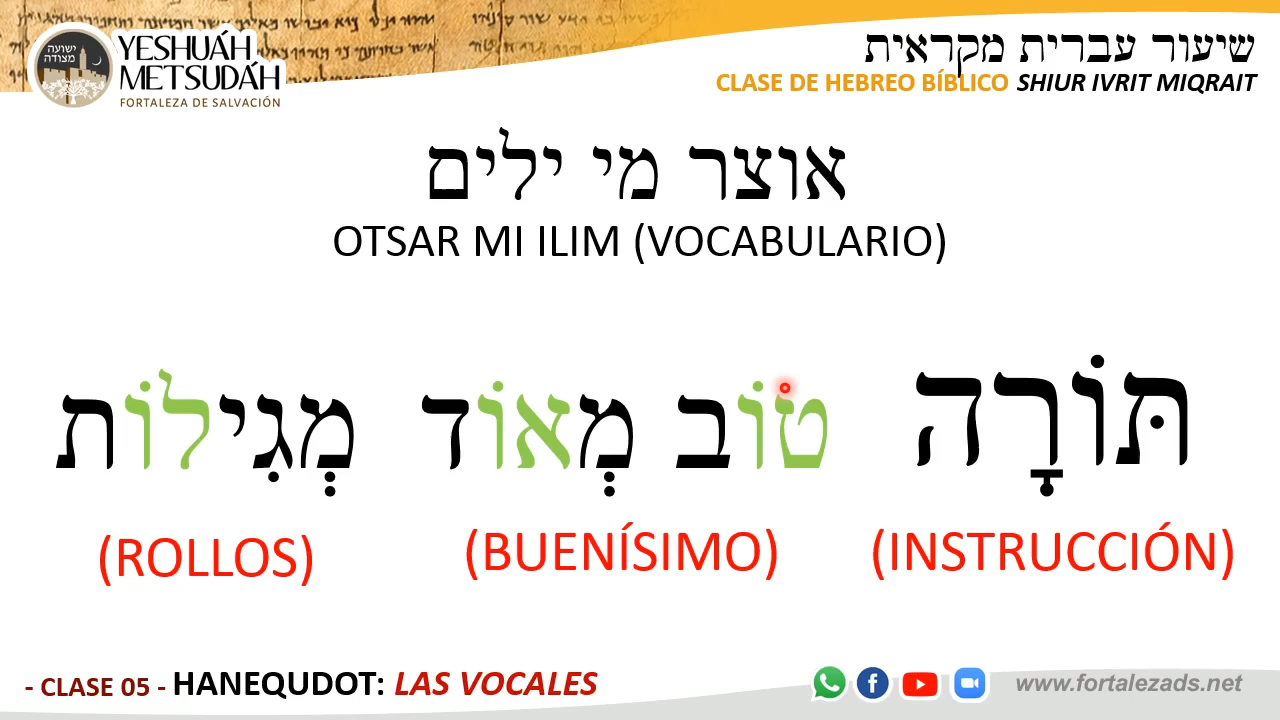 ישועה
מצודה
YESHUÁH
METSUDÁH
FORTALEZA DE SALVACIÓN
שיעור עברית מקראית
CLASE DE HEBREO BÍBLICO SHIUR IVRIT MIQRAIT
אוצר מי ילים
OTSAR MI ILIM (VOCABULARIO)
תּוֹרָה טוֹב מְאוֹד מְגִילוֹת
(INSTRUCCIÓN) (BUENÍSIMO) (ROLLOS)
- CLASE 05 - HANEQUDOT: LAS VOCALES
www.fortalezads.net